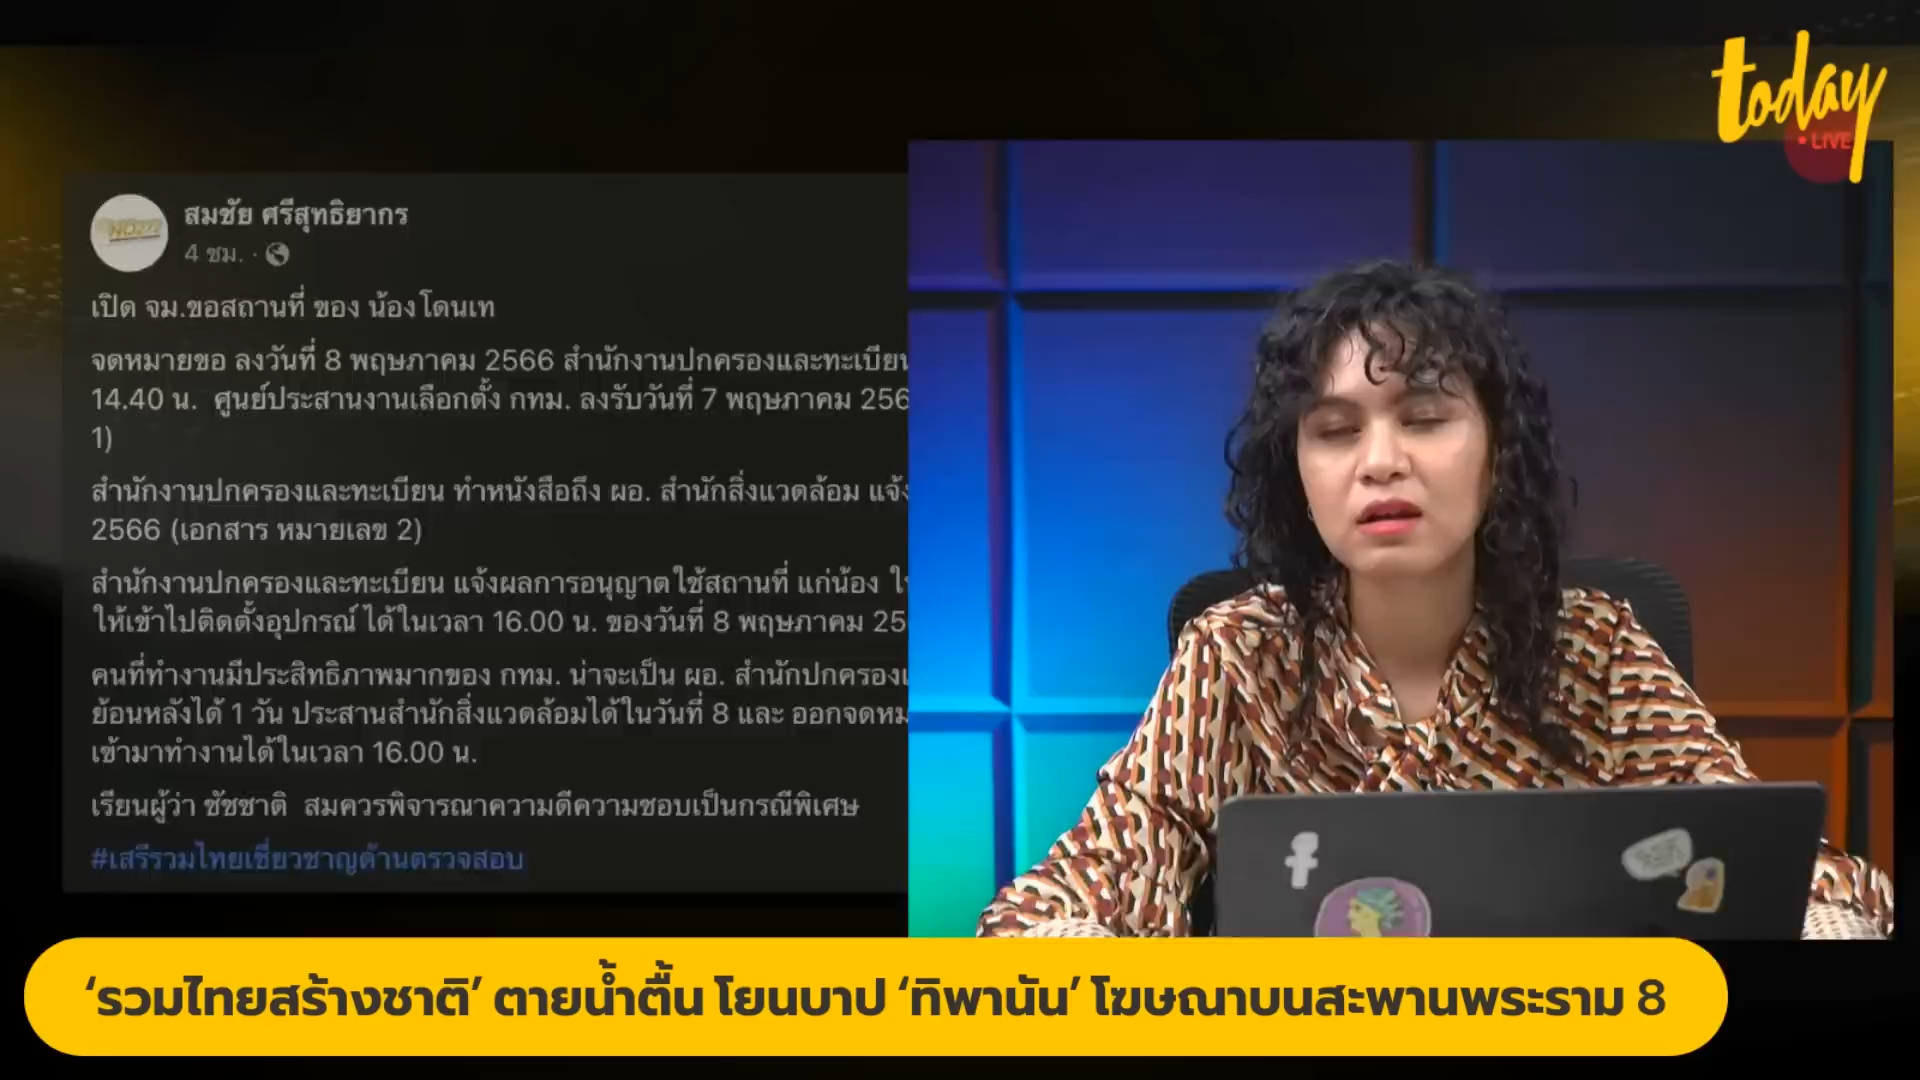 today
• LIVE
สมชัย ศรีสุทธิยากร
4 ชม. ·
เปิด จม.ขอสถานที่ ของ น้องโดนเท
จดหมายขอ ลงวันที่ 8 พฤษภาคม 2566 สำนักงานปกครองและทะเบียน
14.40 น. ศูนย์ประสานงานเลือกตั้ง กทม. ลงรับวันที่ 7 พฤษภาคม 256
1)
สำนักงานปกครองและทะเบียน ทำหนังสือถึง ผอ. สำนักสิ่งแวดล้อม แจ้ง
2566 (เอกสาร หมายเลข 2)
สำนักงานปกครองและทะเบียน แจ้งผลการอนุญาตใช้สถานที่ แก่น้อง
ให้เข้าไปติดตั้งอุปกรณ์ได้ในเวลา 16.00 น. ของวันที่ 8 พฤษภาคม 25
คนที่ทำงานมีประสิทธิภาพมากของ กทม. น่าจะเป็น ผอ. สำนักปกครอง
ย้อนหลังได้ 1 วัน ประสานสำนักสิ่งแวดล้อมได้ในวันที่ 8 และ ออกจดหม
เข้ามาทำงานได้ในเวลา 16.00 น.
เรียนผู้ว่า ชัชชาติ สมควรพิจารณาความดีความชอบเป็นกรณีพิเศษ
#เสรีรวมไทยเชี่ยวชาญด้านตรวจสอบ
‘รวมไทยสร้างชาติ’ ตายน้ำตื้น โยนบาป ‘ทิพานัน’ โฆษณาบนสะพานพระราม 8